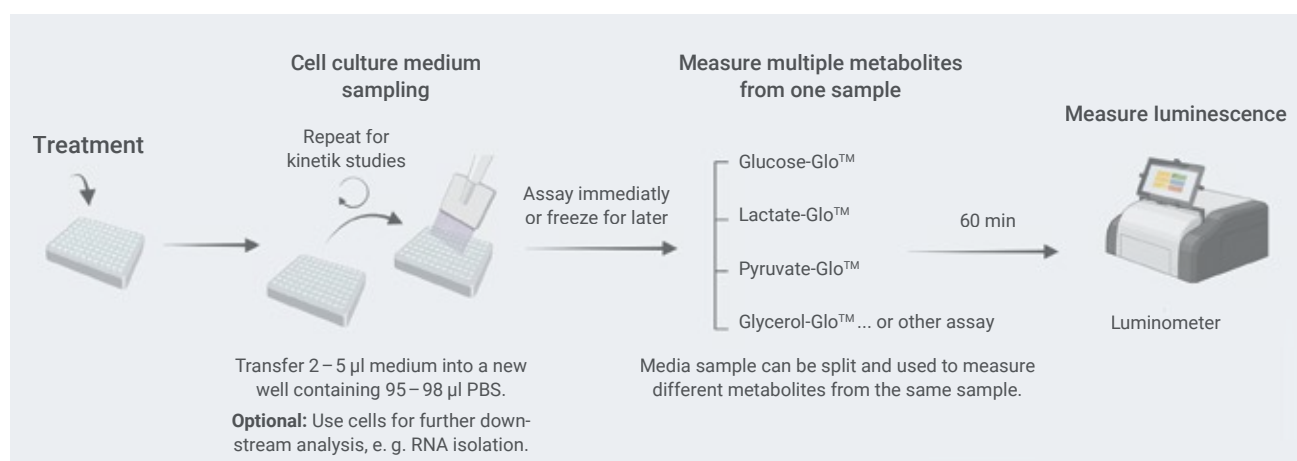 Treatment
Cell culture medium
sampling
Repeat for
kinetik studies
Transfer 2 – 5 µl medium into a new
well containing 95 – 98 µl PBS.
Optional: Use cells for further down-
stream analysis, e. g. RNA isolation.
Assay immediatly
or freeze for later
Measure multiple metabolites
from one sample
Glucose-Glo™
Lactate-Glo™
Pyruvate-Glo™
Glycerol-Glo™ ... or other assay
Media sample can be split and used to measure
different metabolites from the same sample.
60 min
Measure luminescence
Luminometer